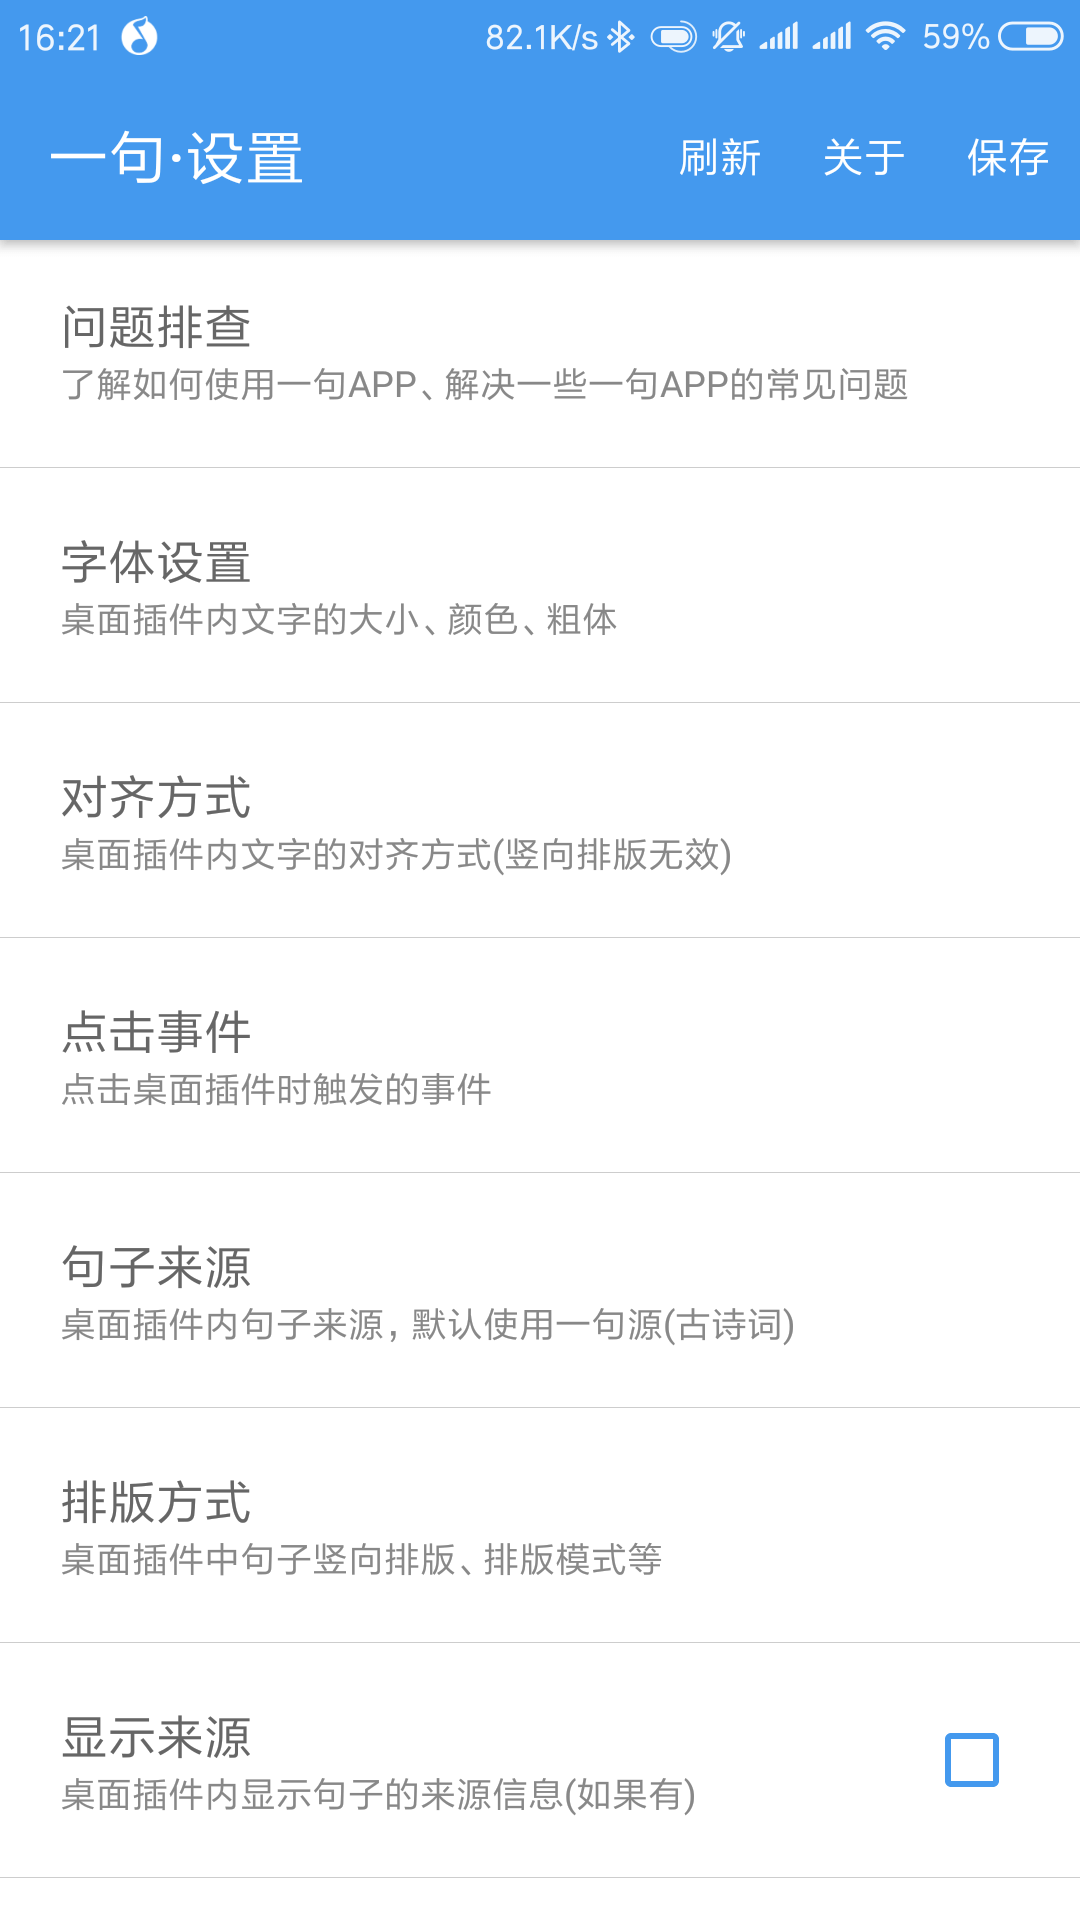 16:21 82.1K/s 59%
一句·设置 刷新 关于 保存
问题排查
了解如何使用一句APP、解决一些一句APP的常见问题
字体设置
桌面插件内文字的大小、颜色、粗体
对齐方式
桌面插件内文字的对齐方式(竖向排版无效)
点击事件
点击桌面插件时触发的事件
句子来源
桌面插件内句子来源，默认使用一句源(古诗词)
排版方式
桌面插件中句子竖向排版、排版模式等
显示来源
桌面插件内显示句子的来源信息(如果有)